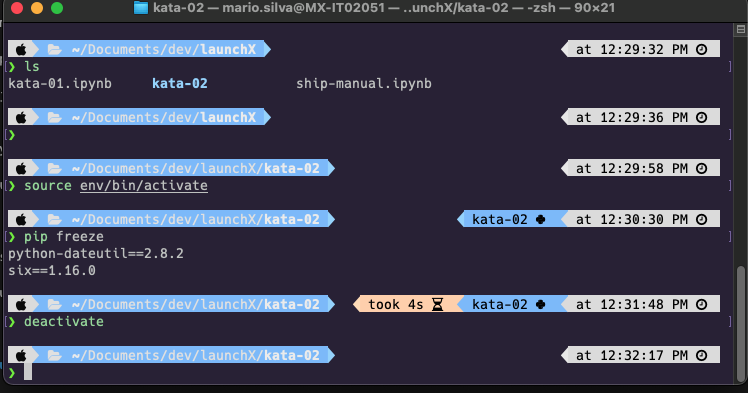 kata-02 — mario.silva@MX-IT02051 — ..unchX/kata-02 — -zsh — 90×21
~/Documents/dev/launchX at 12:29:32 PM
❯ ls
kata-01.ipynb kata-02 ship-manual.ipynb
~/Documents/dev/launchX at 12:29:36 PM
❯
~/Documents/dev/launchX/kata-02 at 12:29:58 PM
❯ source env/bin/activate
~/Documents/dev/launchX/kata-02 kata-02 at 12:30:30 PM
❯ pip freeze
python-dateutil==2.8.2
six==1.16.0
~/Documents/dev/launchX/kata-02 took 4s kata-02 at 12:31:48 PM
❯ deactivate
~/Documents/dev/launchX/kata-02 at 12:32:17 PM
❯